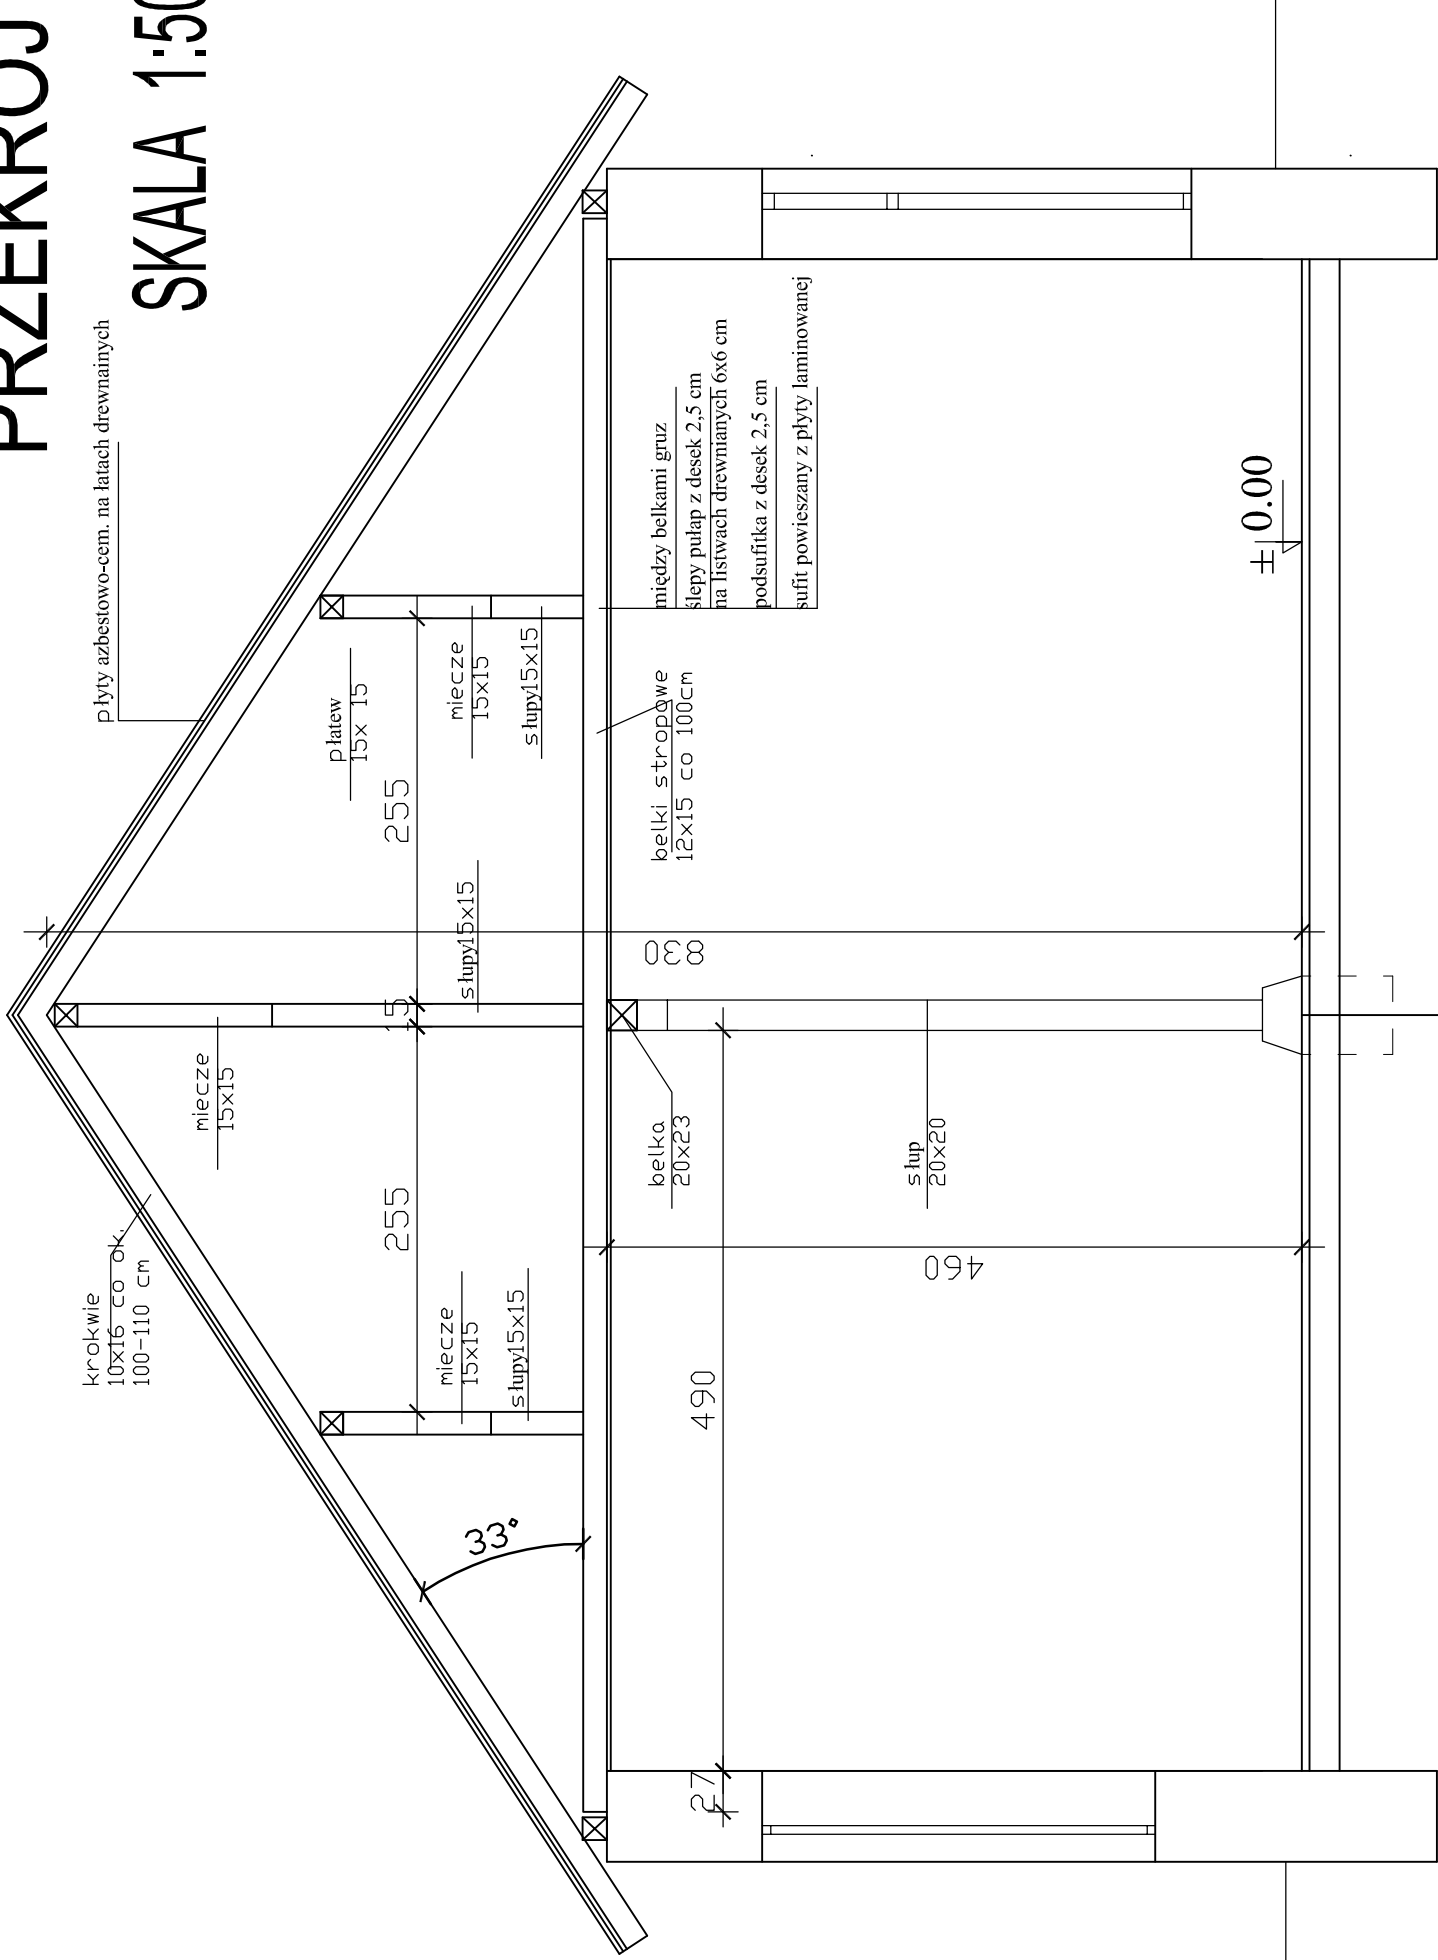 PRZEKRÓJ
SKALA 1:50
płyty azbestowo-cem. na łatach drewnainych
krokwie
10x16 co ok.
100-110 cm
miecze
15x15
płatew
15x 15
255
15
255
miecze
15x15
słupy15x15
słupy15x15
miecze
15x15
słupy15x15
33°
belki stropowe
12x15 co 100cm
między belkami gruz
ślepy pułap z desek 2,5 cm
na listwach drewnianych 6x6 cm
podsufitka z desek 2,5 cm
sufit powieszany z płyty laminowanej
830
belka
20x23
słup
20x20
460
490
27
± 0.00